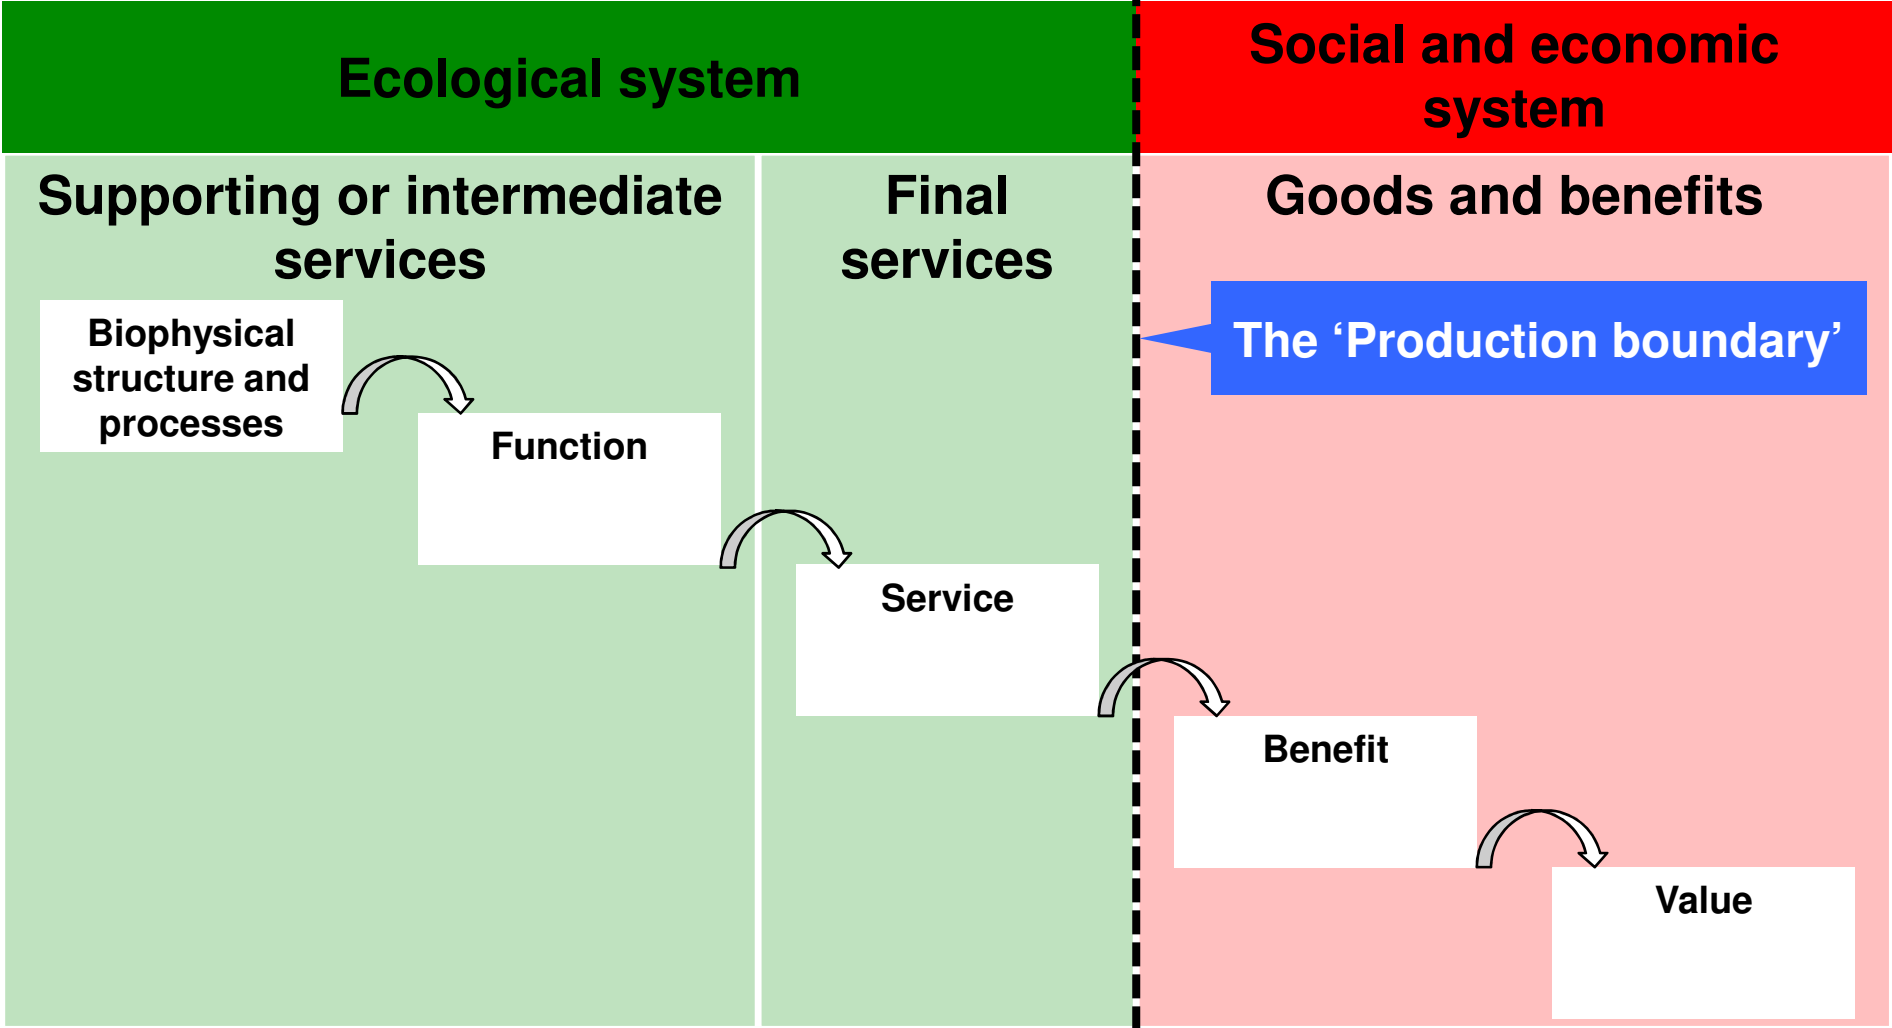 Ecological system
Social and economic
system
Supporting or intermediate
services
Final
services
Goods and benefits
Biophysical
structure and
processes
The ‘Production boundary’
Function
Service
Benefit
Value